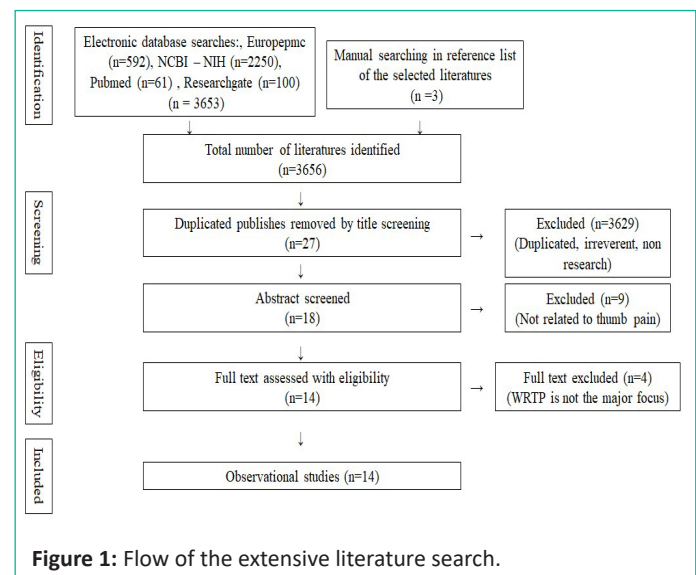 Identification
Electronic database searches:, Europepmc
(n=592), NCBI – NIH (n=2250),
Pubmed (n=61) , Researchgate (n=100)
(n = 3653)
Manual searching in reference list
of the selected literatures
(n =3)
Total number of literatures identified
(n=3656)
Screening
Duplicated publishes removed by title screening
(n=27)
Excluded (n=3629)
(Duplicated, irreverent, non
research)
Abstract screened
(n=18)
Excluded (n=9)
(Not related to thumb pain)
Eligibility
Full text assessed with eligibility
(n=14)
Full text excluded (n=4)
(WRTP is not the major focus)
Included
Observational studies (n=14)
Figure 1: Flow of the extensive literature search.